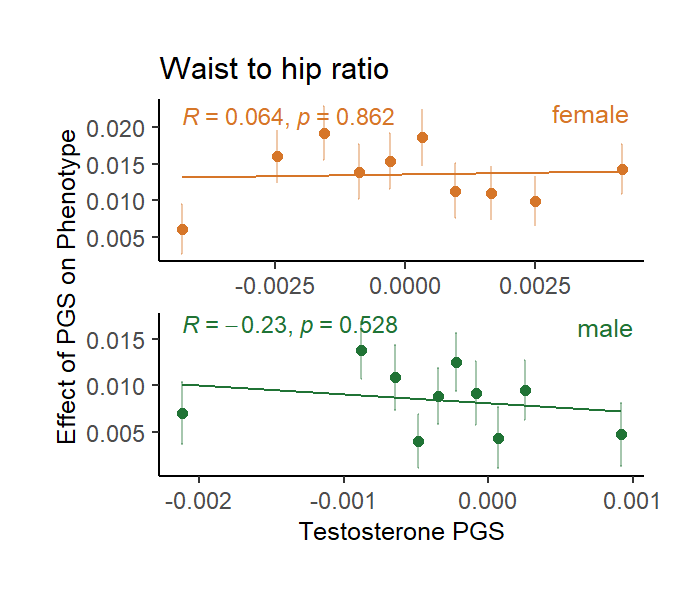 Waist to hip ratio
Effect of PGS on Phenotype
R = 0.064, p = 0.862
female
0.020
0.015
0.010
0.005
-0.0025 0.0000 0.0025
R = −0.23, p = 0.528
male
0.015
0.010
0.005
-0.002 -0.001 0.000 0.001
Testosterone PGS